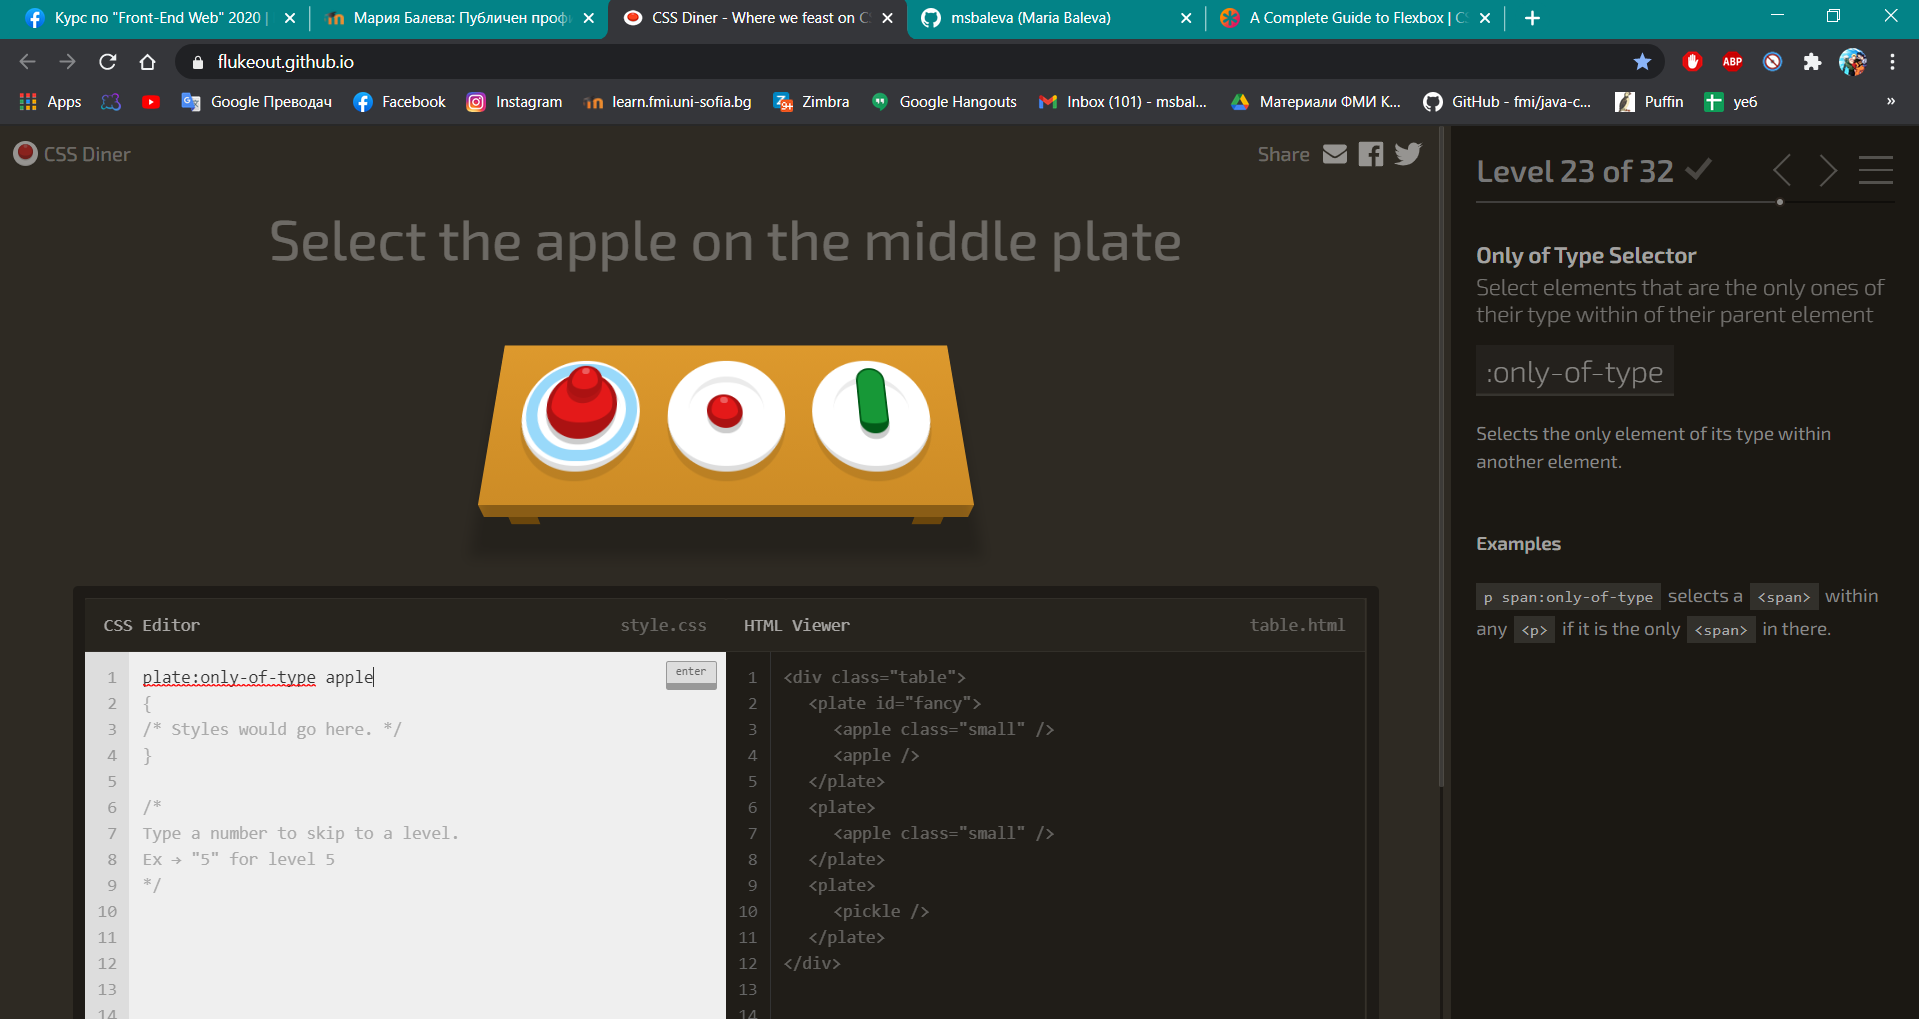 Курс по "Front-End Web" 2020 |
Мария Балева: Публичен проф
CSS Diner - Where we feast on CS
msbaleva (Maria Baleva)
A Complete Guide to Flexbox | CS
flukeout.github.io
ABP
Apps
Google Преводач
Facebook
Instagram
learn.fmi.uni-sofia.bg
Zimbra
Google Hangouts
Inbox (101) - msbal...
Материали ФМИ К...
GitHub - fmi/java-c...
Puffin
уеб
»
CSS Diner
Share
Level 23 of 32
Select the apple on the middle plate
Only of Type Selector
Select elements that are the only ones of
their type within of their parent element
:only-of-type
Selects the only element of its type within
another element.
Examples
p span:only-of-type selects a <span> within
any <p> if it is the only <span> in there.
CSS Editor style.css
1 plate:only-of-type apple
enter
2 {
3 /* Styles would go here. */
4 }
5
6 /*
7 Type a number to skip to a level.
8 Ex → "5" for level 5
9 */
10
11
12
13
14
HTML Viewer table.html
1 <div class="table">
2 <plate id="fancy">
3 <apple class="small" />
4 <apple />
5 </plate>
6 <plate>
7 <apple class="small" />
8 </plate>
9 <plate>
10 <pickle />
11 </plate>
12 </div>
13
14